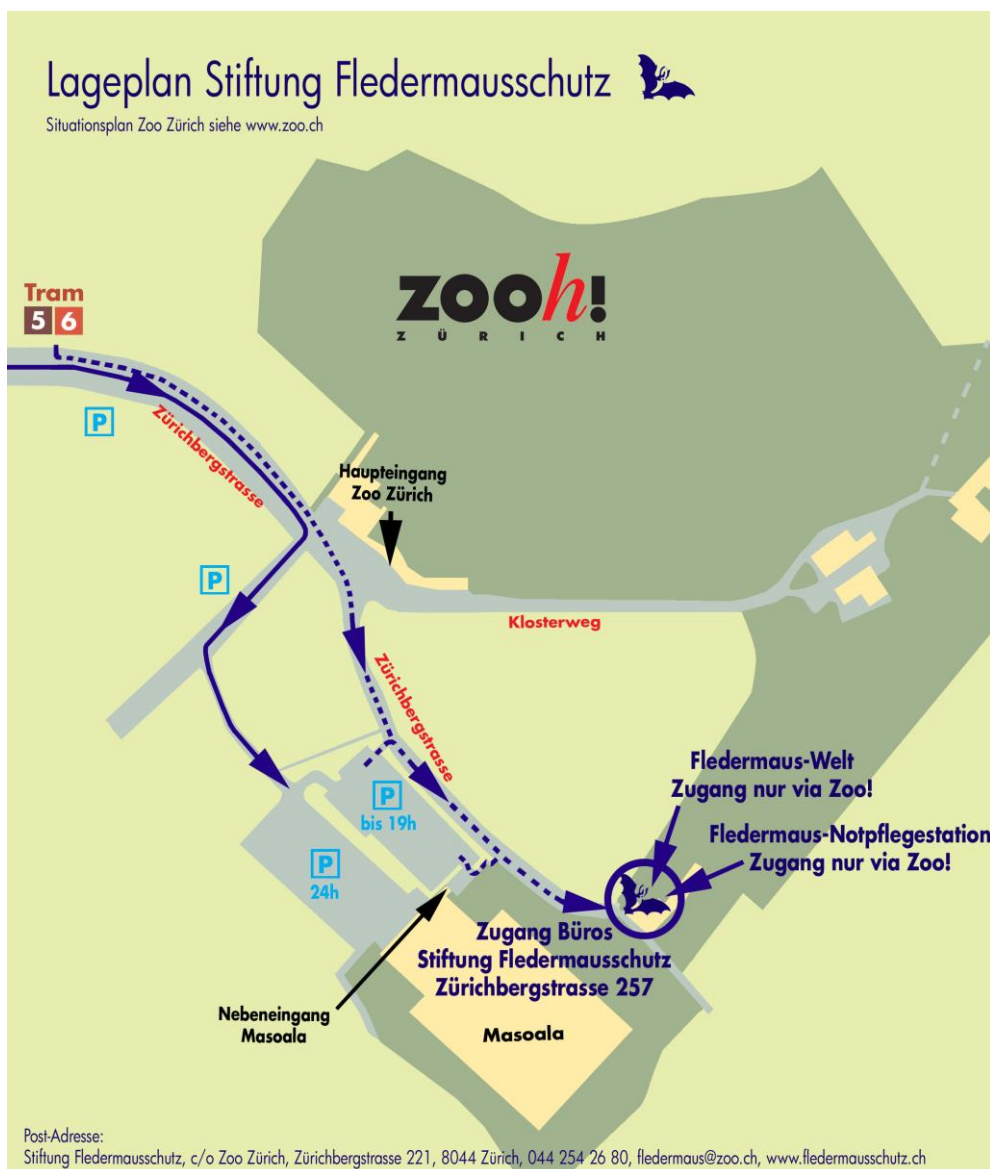 Lageplan Stiftung Fledermausschutz
Situationsplan Zoo Zürich siehe www.zoo.ch
ZOOh!
ZÜRICH
Tram
5 6
P
Zürichbergstrasse
Haupteingang
Zoo Zürich
P
Klosterweg
Zürichbergstrasse
Fledermaus-Welt
Zugang nur via Zoo!
P
bis 19h
Fledermaus-Notpflegestation
Zugang nur via Zoo!
P
24h
Zugang Büros
Stiftung Fledermausschutz
Zürichbergstrasse 257
Nebeneingang
Masoala
Masoala
Post-Adresse:
Stiftung Fledermausschutz, c/o Zoo Zürich, Zürichbergstrasse 221, 8044 Zürich, 044 254 26 80, fledermaus@zoo.ch, www.fledermausschutz.ch